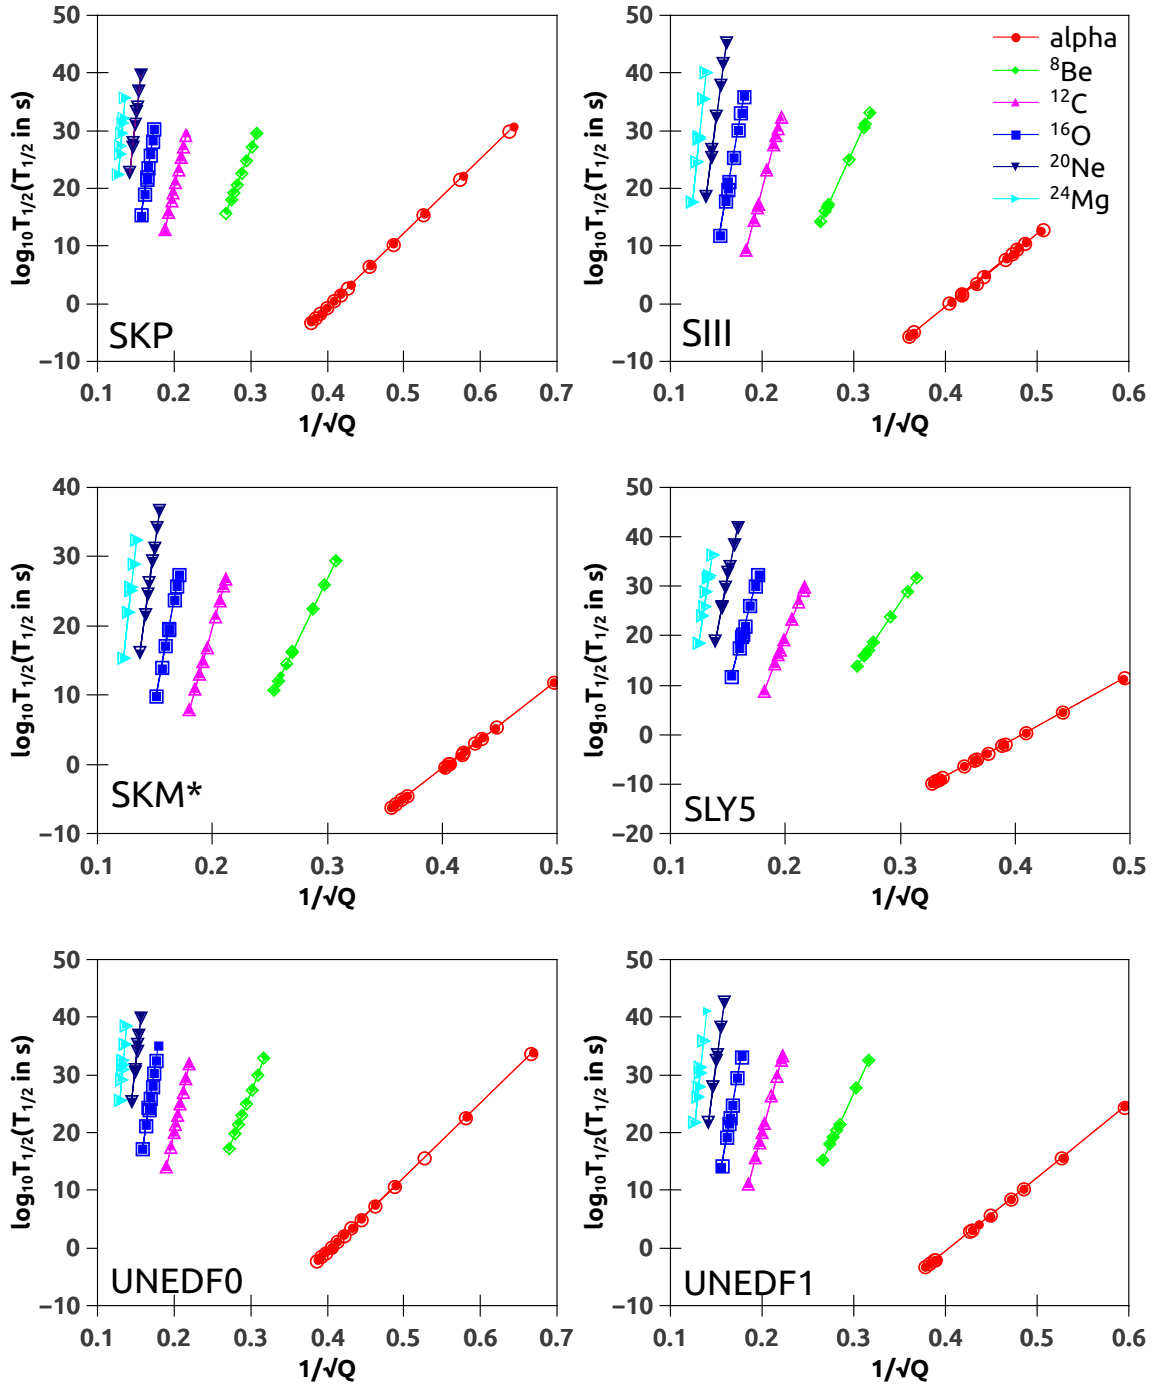 50
40
30
20
10
0
−10
0.1 0.2 0.3 0.4 0.5 0.6 0.7
log₁₀T₁/₂(T₁/₂ in s)
1/√Q
SKP
50
40
30
20
10
0
−10
0.1 0.2 0.3 0.4 0.5 0.6
log₁₀T₁/₂(T₁/₂ in s)
1/√Q
SIII
alpha
⁸Be
¹²C
¹⁶O
²⁰Ne
²⁴Mg
40
30
20
10
0
−10
0.1 0.2 0.3 0.4 0.5
log₁₀T₁/₂(T₁/₂ in s)
1/√Q
SKM*
50
40
30
20
10
0
−10
−20
0.1 0.2 0.3 0.4 0.5
log₁₀T₁/₂(T₁/₂ in s)
1/√Q
SLY5
50
40
30
20
10
0
−10
0.1 0.2 0.3 0.4 0.5 0.6 0.7
log₁₀T₁/₂(T₁/₂ in s)
1/√Q
UNEDF0
50
40
30
20
10
0
−10
0.1 0.2 0.3 0.4 0.5 0.6
log₁₀T₁/₂(T₁/₂ in s)
1/√Q
UNEDF1